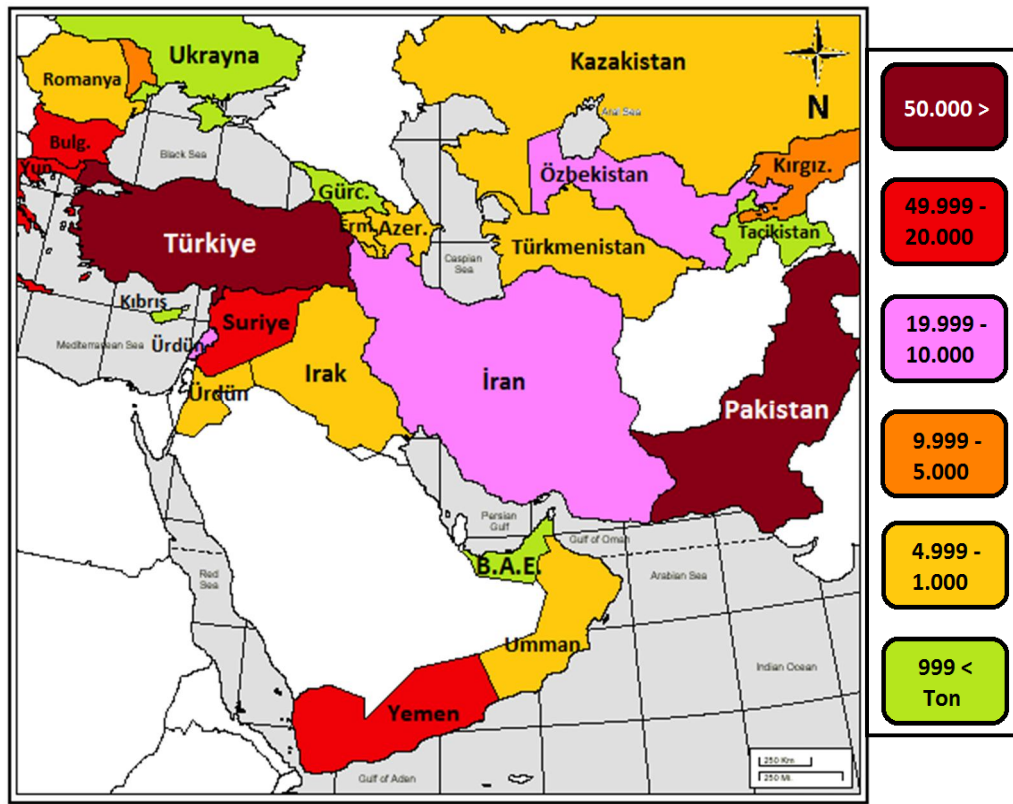 Ukrayna
Kazakistan
Romanya
N
Aral Sea
Bulg.
Black Sea
Kırgız.
Yun.
Özbekistan
Gürc.
Erm.
Azer.
Tacikistan
Türkiye
Türkmenistan
Caspian
Sea
Kıbrış
Suriye
Mediterranean Sea
Ürdün
Irak
İran
Ürdün
Pakistan
Persian
Gulf
Gulf of Oman
B.A.E.
Red
Sea
Arabian Sea
Umman
Indian Ocean
Yemen
Gulf of Aden
250 Km.
250 Mi.
50.000 >
49.999 -
20.000
19.999 -
10.000
9.999 -
5.000
4.999 -
1.000
999 <
Ton